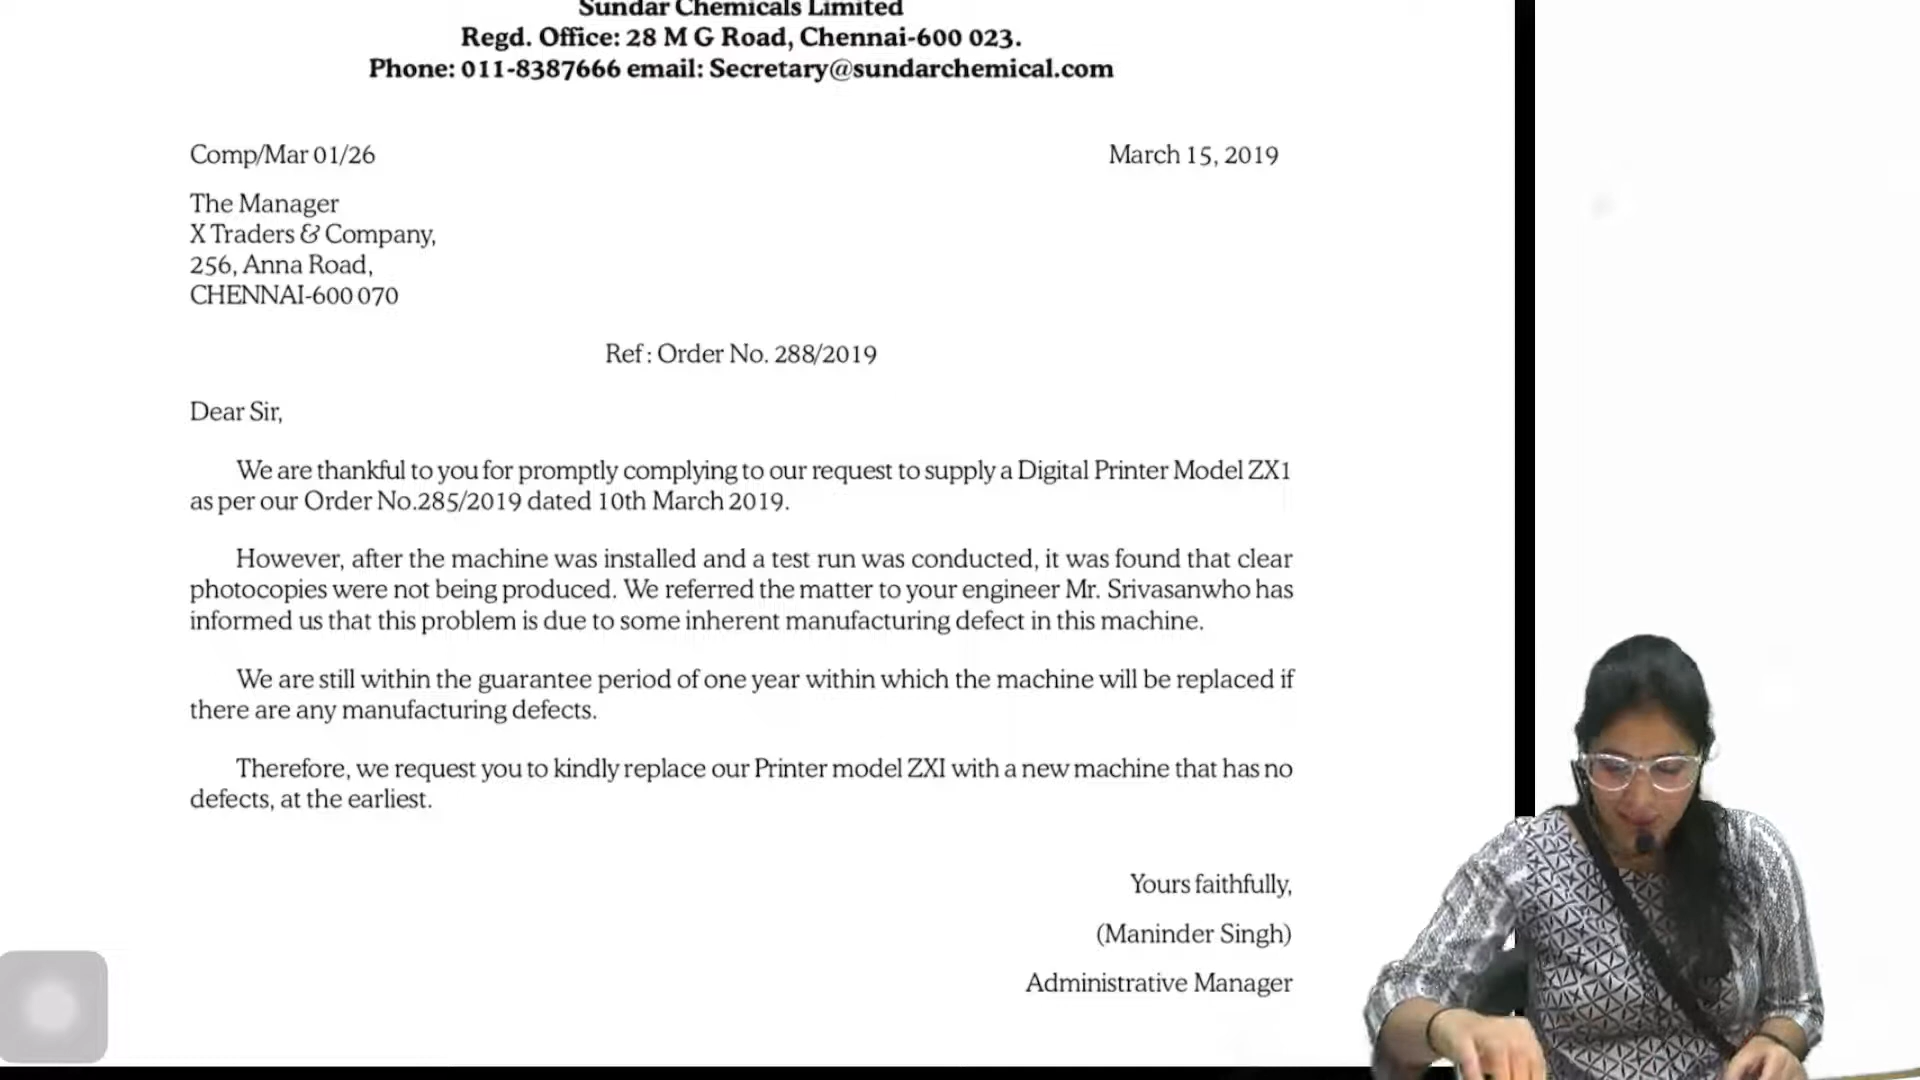 Sundar Chemicals Limited
Regd. Office: 28 M G Road, Chennai-600 023.
Phone: 011-8387666 email: Secretary@sundarchemical.com
Comp/Mar 01/26
March 15, 2019
The Manager
X Traders & Company,
256, Anna Road,
CHENNAI-600 070
Ref : Order No. 288/2019
Dear Sir,
We are thankful to you for promptly complying to our request to supply a Digital Printer Model ZX1
as per our Order No.285/2019 dated 10th March 2019.
However, after the machine was installed and a test run was conducted, it was found that clear
photocopies were not being produced. We referred the matter to your engineer Mr. Srivasanwho has
informed us that this problem is due to some inherent manufacturing defect in this machine.
We are still within the guarantee period of one year within which the machine will be replaced if
there are any manufacturing defects.
Therefore, we request you to kindly replace our Printer model ZXI with a new machine that has no
defects, at the earliest.
Yours faithfully,
(Maninder Singh)
Administrative Manager